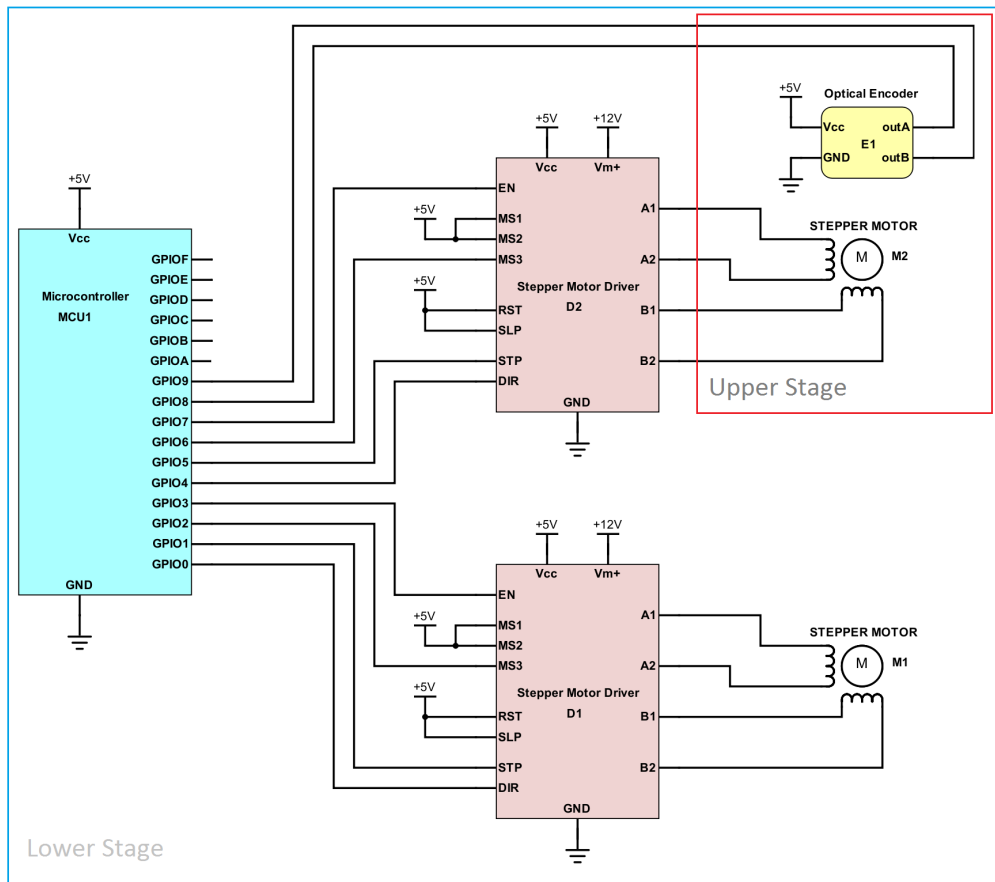 +5V
Optical Encoder
Vcc
outA
E1
GND
outB
+5V
+12V
Vcc
Vm+
EN
+5V
MS1
MS2
MS3
+5V
Stepper Motor Driver
D2
RST
SLP
STP
DIR
GND
A1
A2
B1
B2
STEPPER MOTOR
M
M2
Upper Stage
+5V
Vcc
Microcontroller
MCU1
GPIOF
GPIOE
GPIOD
GPIOC
GPIOB
GPIOA
GPIO9
GPIO8
GPIO7
GPIO6
GPIO5
GPIO4
GPIO3
GPIO2
GPIO1
GPIO0
GND
+5V
+12V
Vcc
Vm+
EN
+5V
MS1
MS2
MS3
+5V
Stepper Motor Driver
D1
RST
SLP
STP
DIR
GND
A1
A2
B1
B2
STEPPER MOTOR
M
M1
Lower Stage